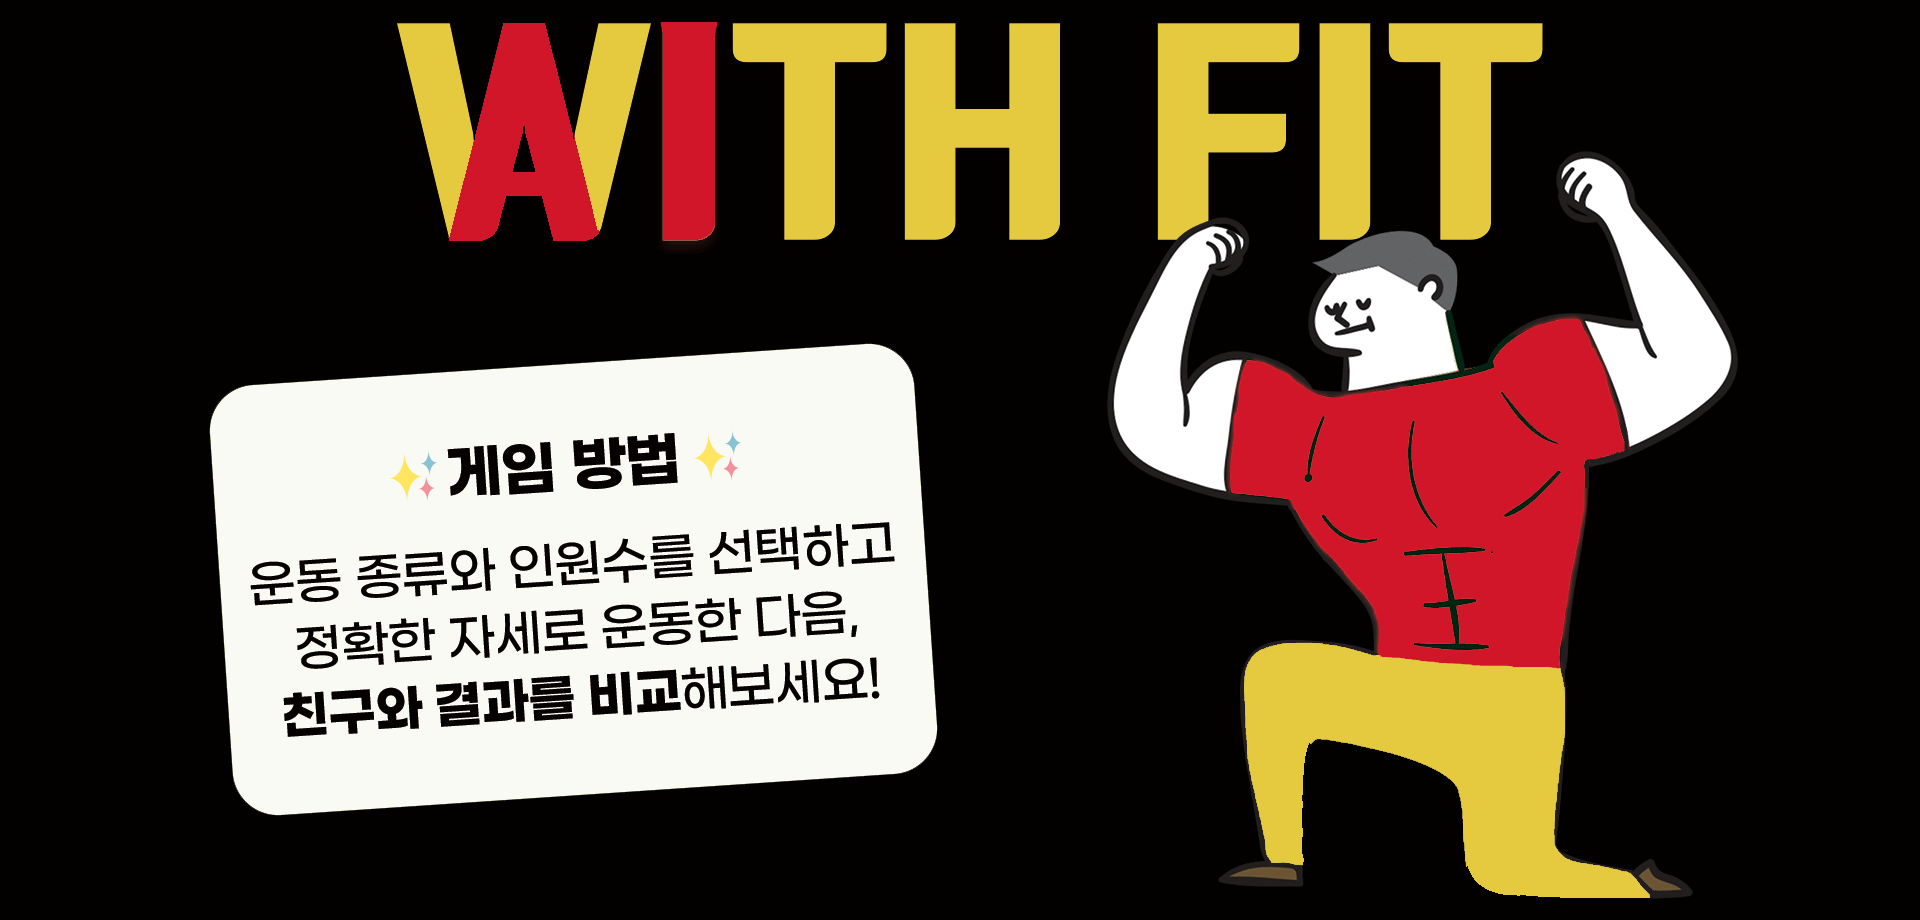 WITH FIT
게임 방법
운동 종류와 인원수를 선택하고
정확한 자세로 운동한 다음,
친구와 결과를 비교해보세요!